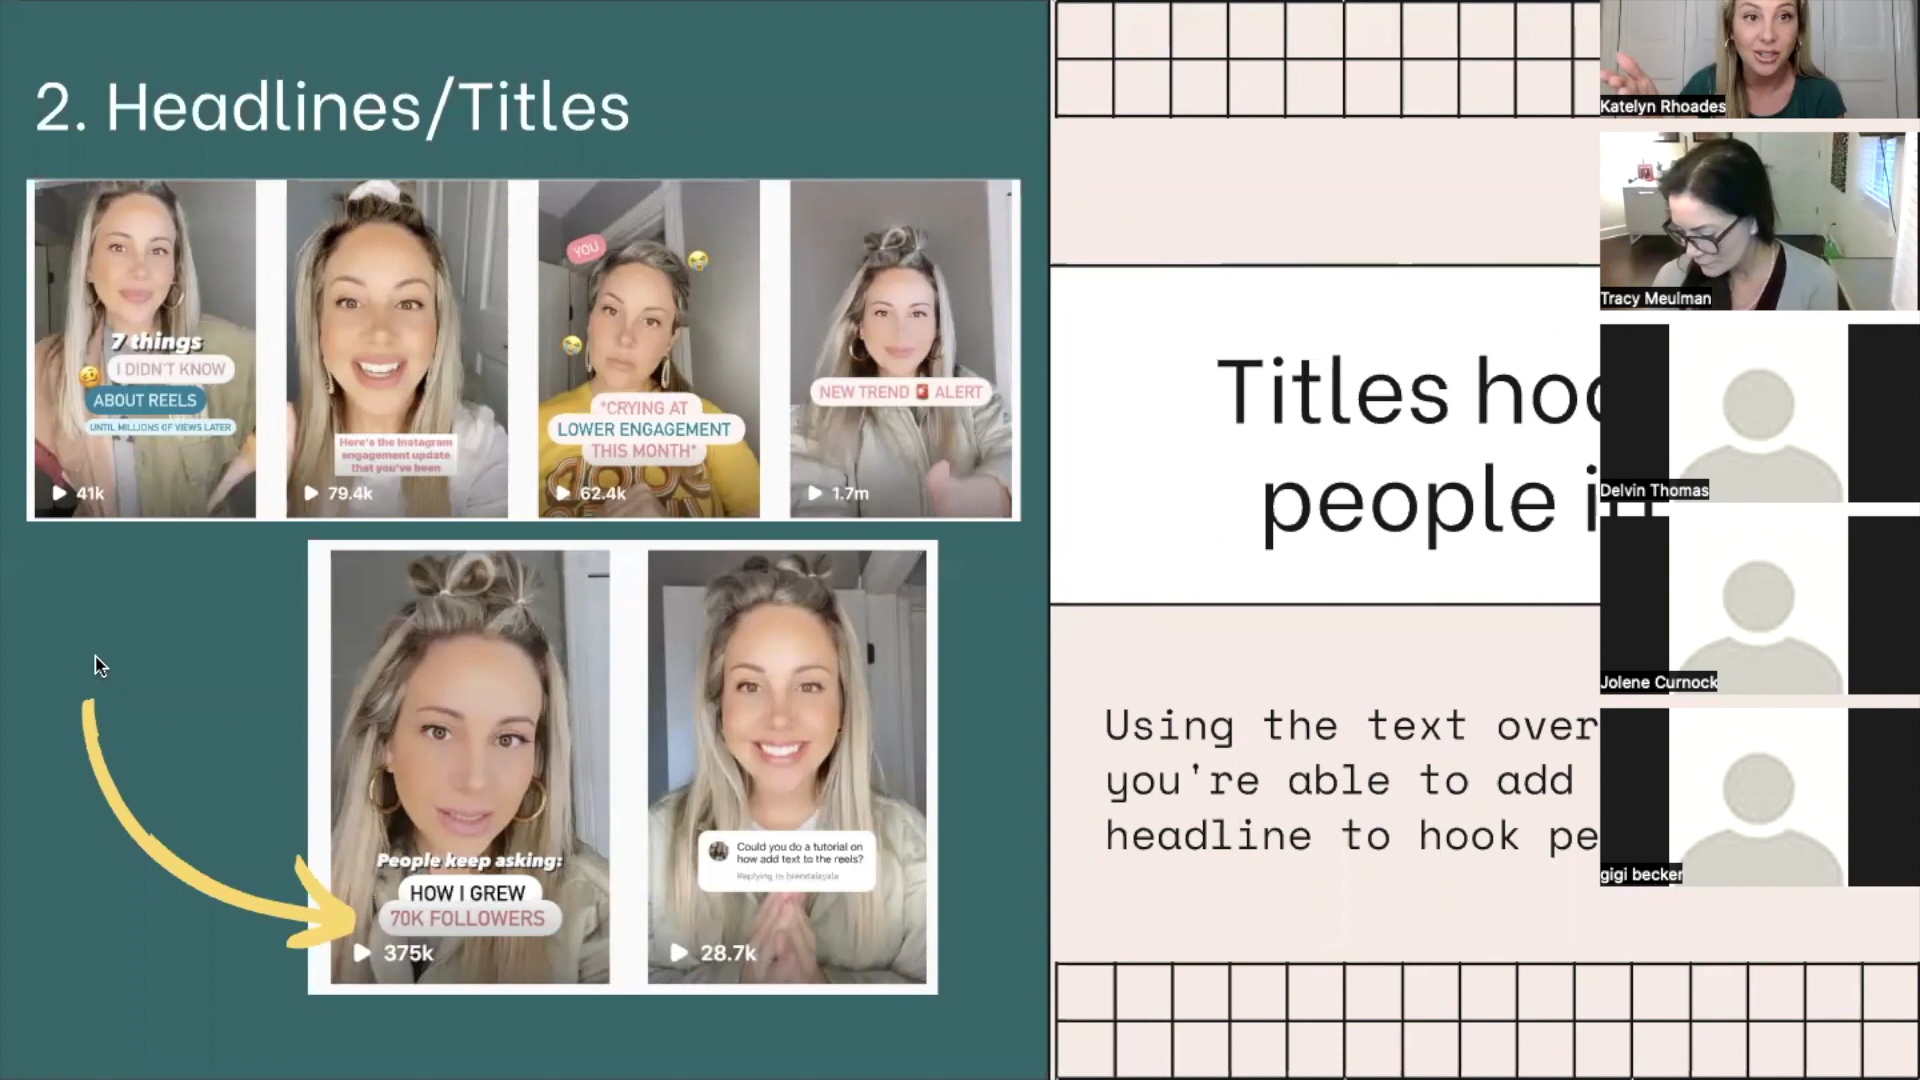 2. Headlines/Titles
7 things
I DIDN'T KNOW
ABOUT REELS
UNTIL MILLIONS OF VIEWS LATER
41k
Here's the Instagram
engagement update
that you've been
79.4k
YOU
*CRYING AT
LOWER ENGAGEMENT
THIS MONTH*
62.4k
NEW TREND 🚨 ALERT
1.7m
People keep asking:
HOW I GREW
70K FOLLOWERS
375k
Could you do a tutorial on
how add text to the reels?
Replying to brendalayala
28.7k
Titles hoo
people in
Using the text over
you're able to add
headline to hook pe
Katelyn Rhoades
Tracy Meulman
Delvin Thomas
Jolene Curnock
gigi becker